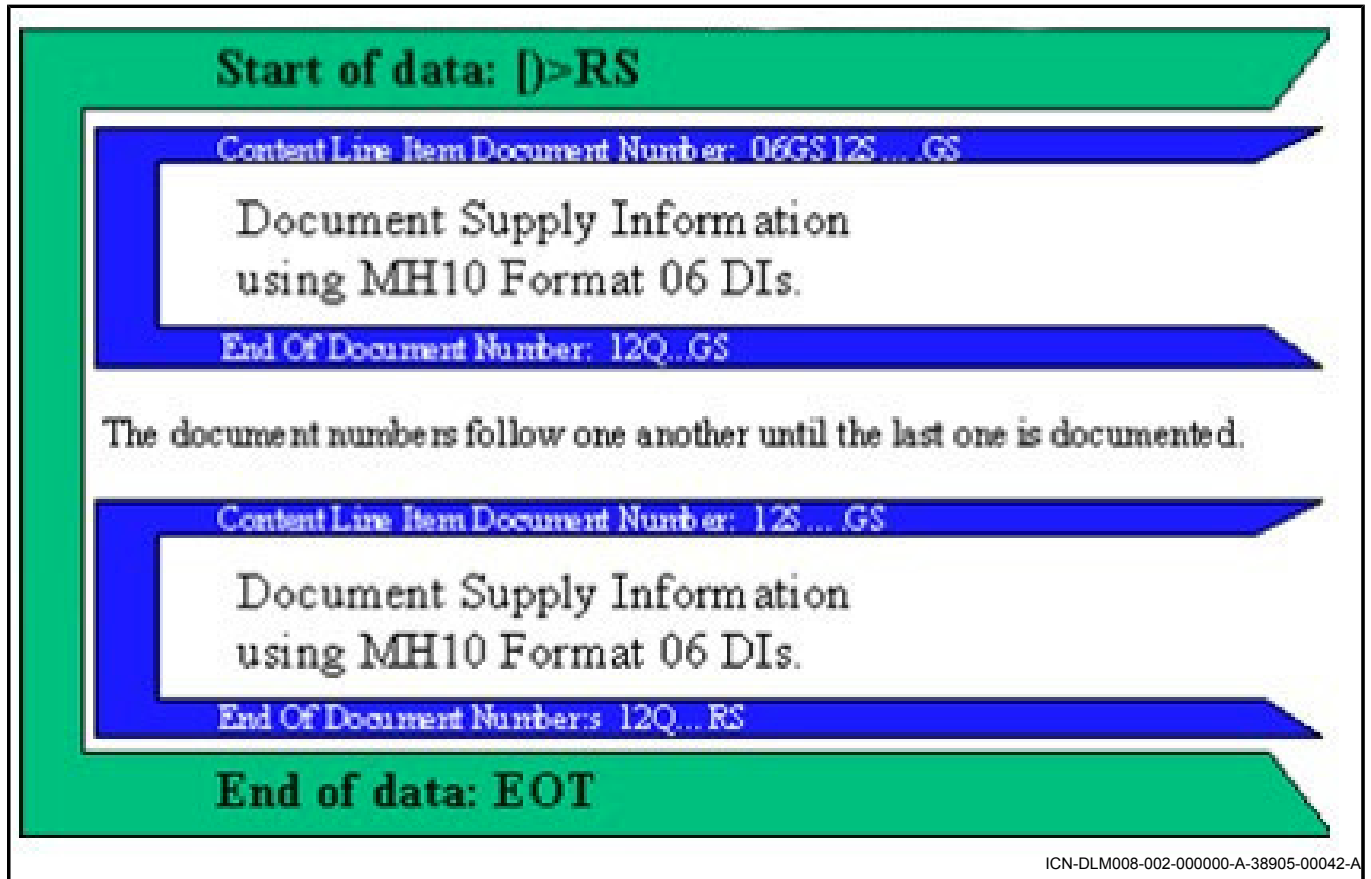 Start of data: [)>RS
Content Line Item Document Number: 06GS12S.... .GS
Document Supply Information
using MH10 Format 06 DIs.
End Of Document Number: 12Q...GS
The document numbers follow one another until the last one is documented.
Content Line Item Document Number: 12S.... .GS
Document Supply Information
using MH10 Format 06 DIs.
End Of Document Number:s 12Q... RS
End of data: EOT
ICN-DLM008-002-000000-A-38905-00042-A